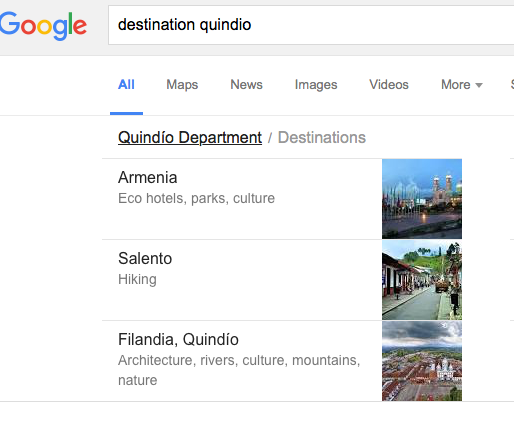 Google
destination quindio
All Maps News Images Videos More
Quindío Department / Destinations
Armenia
Eco hotels, parks, culture
Salento
Hiking
Filandia, Quindío
Architecture, rivers, culture, mountains,
nature